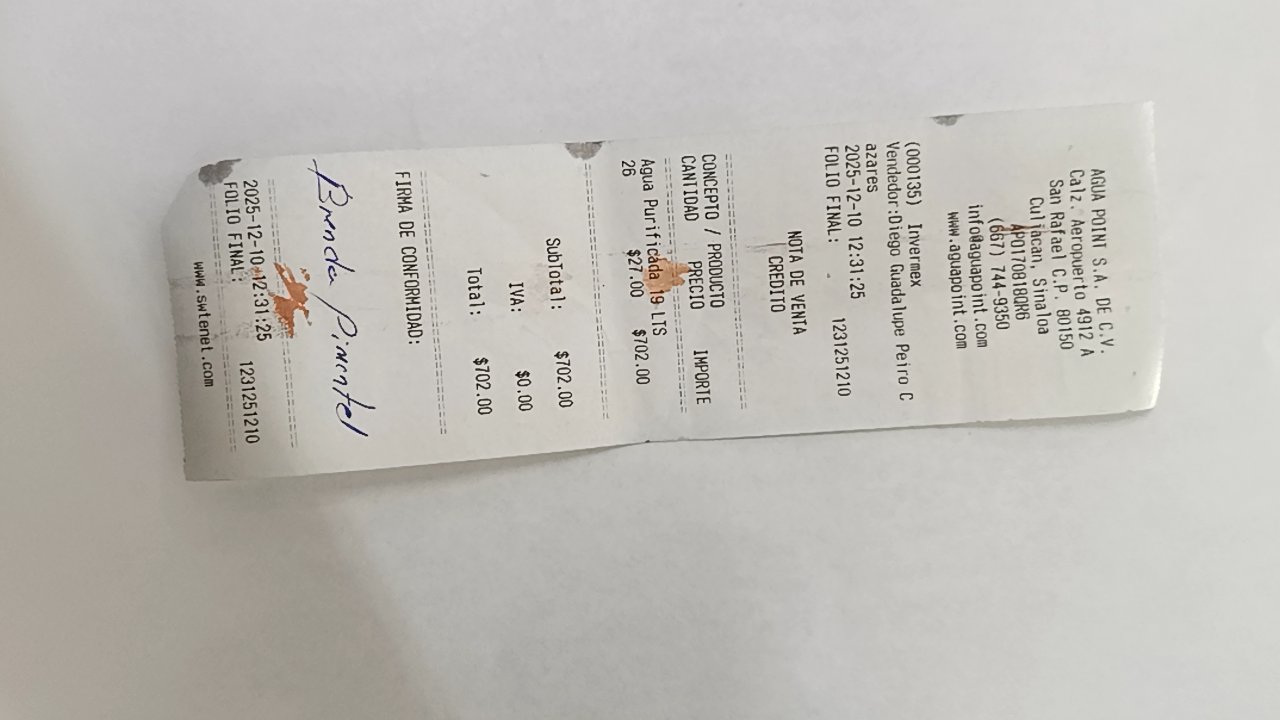 AGUA POINT S.A. DE C.V.
Calz. Aeropuerto 4912 A
San Rafael C.P. 80150
Culiacan, Sinaloa
APO170818QR6
(667) 744-9350
info@aguapoint.com
www.aguapoint.com
(000135) Invermex
Vendedor:Diego Guadalupe Peiro C
azares
2025-12-10 12:31:25
FOLIO FINAL: 1231251210
NOTA DE VENTA
CREDITO
CONCEPTO / PRODUCTO
CANTIDAD PRECIO IMPORTE
Agua Purificada 19 LTS
26 $27.00 $702.00
SubTotal: $702.00
IVA: $0.00
Total: $702.00
FIRMA DE CONFORMIDAD:
Brenda Pimentel
2025-12-10 12:31:25
FOLIO FINAL: 1231251210
www.swtenet.com